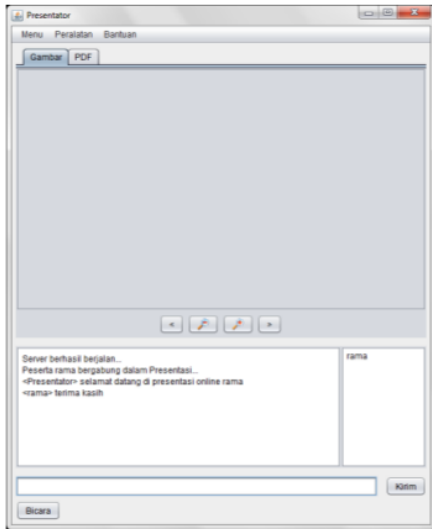 Presentator
Menu Peralatan Bantuan
Gambar PDF
< >
Server berhasil berjalan...
Peserta rama bergabung dalam Presentasi...
<Presentator> selamat datang di presentasi online rama
<rama> terima kasih
rama
Kirim
Bicara